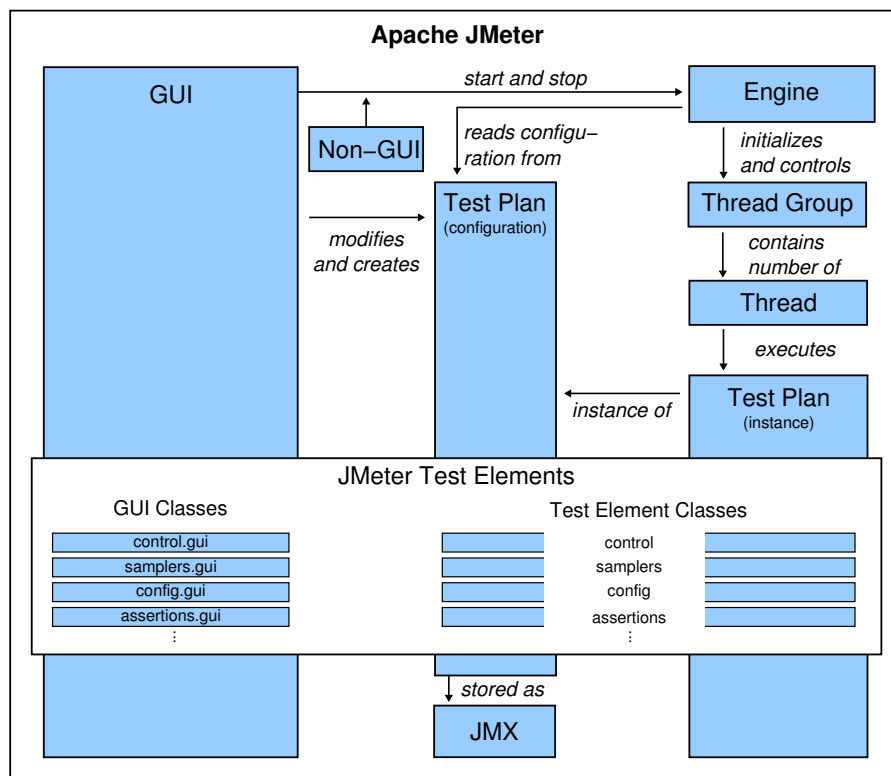 Apache JMeter
GUI
start and stop
Engine
Non−GUI
reads configu−
ration from
initializes
and controls
Test Plan
(configuration)
Thread Group
modifies
and creates
contains
number of
Thread
executes
instance of
Test Plan
(instance)
JMeter Test Elements
GUI Classes
Test Element Classes
control.gui
control
samplers.gui
samplers
config.gui
config
assertions.gui
assertions
...
...
stored as
JMX